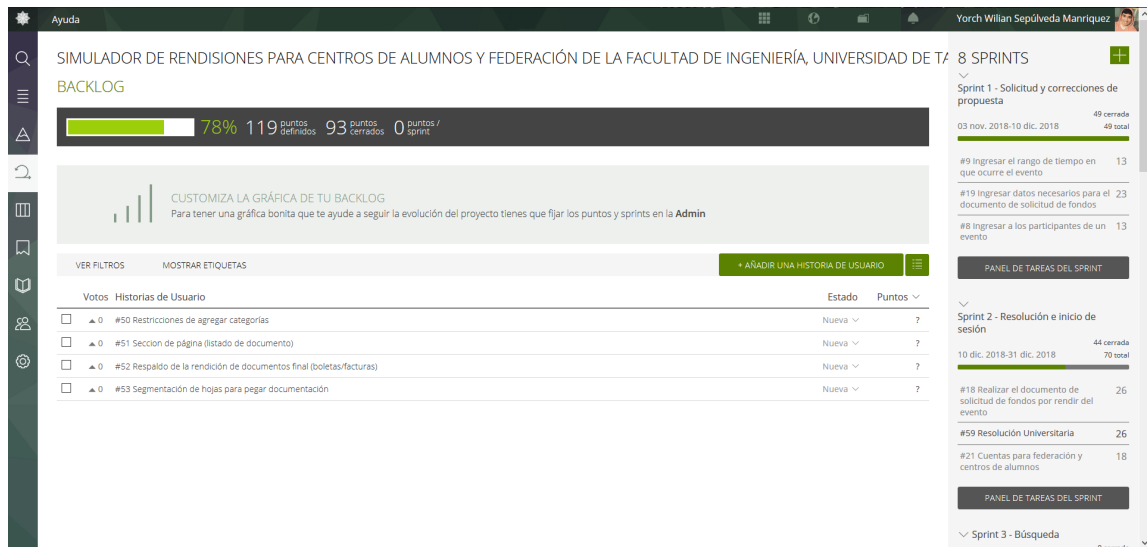 Ayuda
Yorch Wilian Sepúlveda Manriquez
SIMULADOR DE RENDISIONES PARA CENTROS DE ALUMNOS Y FEDERACIÓN DE LA FACULTAD DE INGENIERÍA, UNIVERSIDAD DE TA
BACKLOG
78% 119 puntos definidos 93 puntos cerrados 0 puntos / sprint
CUSTOMIZA LA GRÁFICA DE TU BACKLOG
Para tener una gráfica bonita que te ayude a seguir la evolución del proyecto tienes que fijar los puntos y sprints en la Admin
VER FILTROS MOSTRAR ETIQUETAS + AÑADIR UNA HISTORIA DE USUARIO
Votos Historias de Usuario Estado Puntos
0 #50 Restricciones de agregar categorías Nueva ?
0 #51 Seccion de página (listado de documento) Nueva ?
0 #52 Respaldo de la rendición de documentos final (boletas/facturas) Nueva ?
0 #53 Segmentación de hojas para pegar documentación Nueva ?
8 SPRINTS
Sprint 1 - Solicitud y correcciones de
propuesta
49 cerrada
03 nov. 2018-10 dic. 2018 49 total
#9 Ingresar el rango de tiempo en 13
que ocurre el evento
#19 Ingresar datos necesarios para el 23
documento de solicitud de fondos
#8 Ingresar a los participantes de un 13
evento
PANEL DE TAREAS DEL SPRINT
Sprint 2 - Resolución e inicio de
sesión
44 cerrada
10 dic. 2018-31 dic. 2018 70 total
#18 Realizar el documento de 26
solicitud de fondos por rendir del
evento
#59 Resolución Universitaria 26
#21 Cuentas para federación y 18
centros de alumnos
PANEL DE TAREAS DEL SPRINT
Sprint 3 - Búsqueda